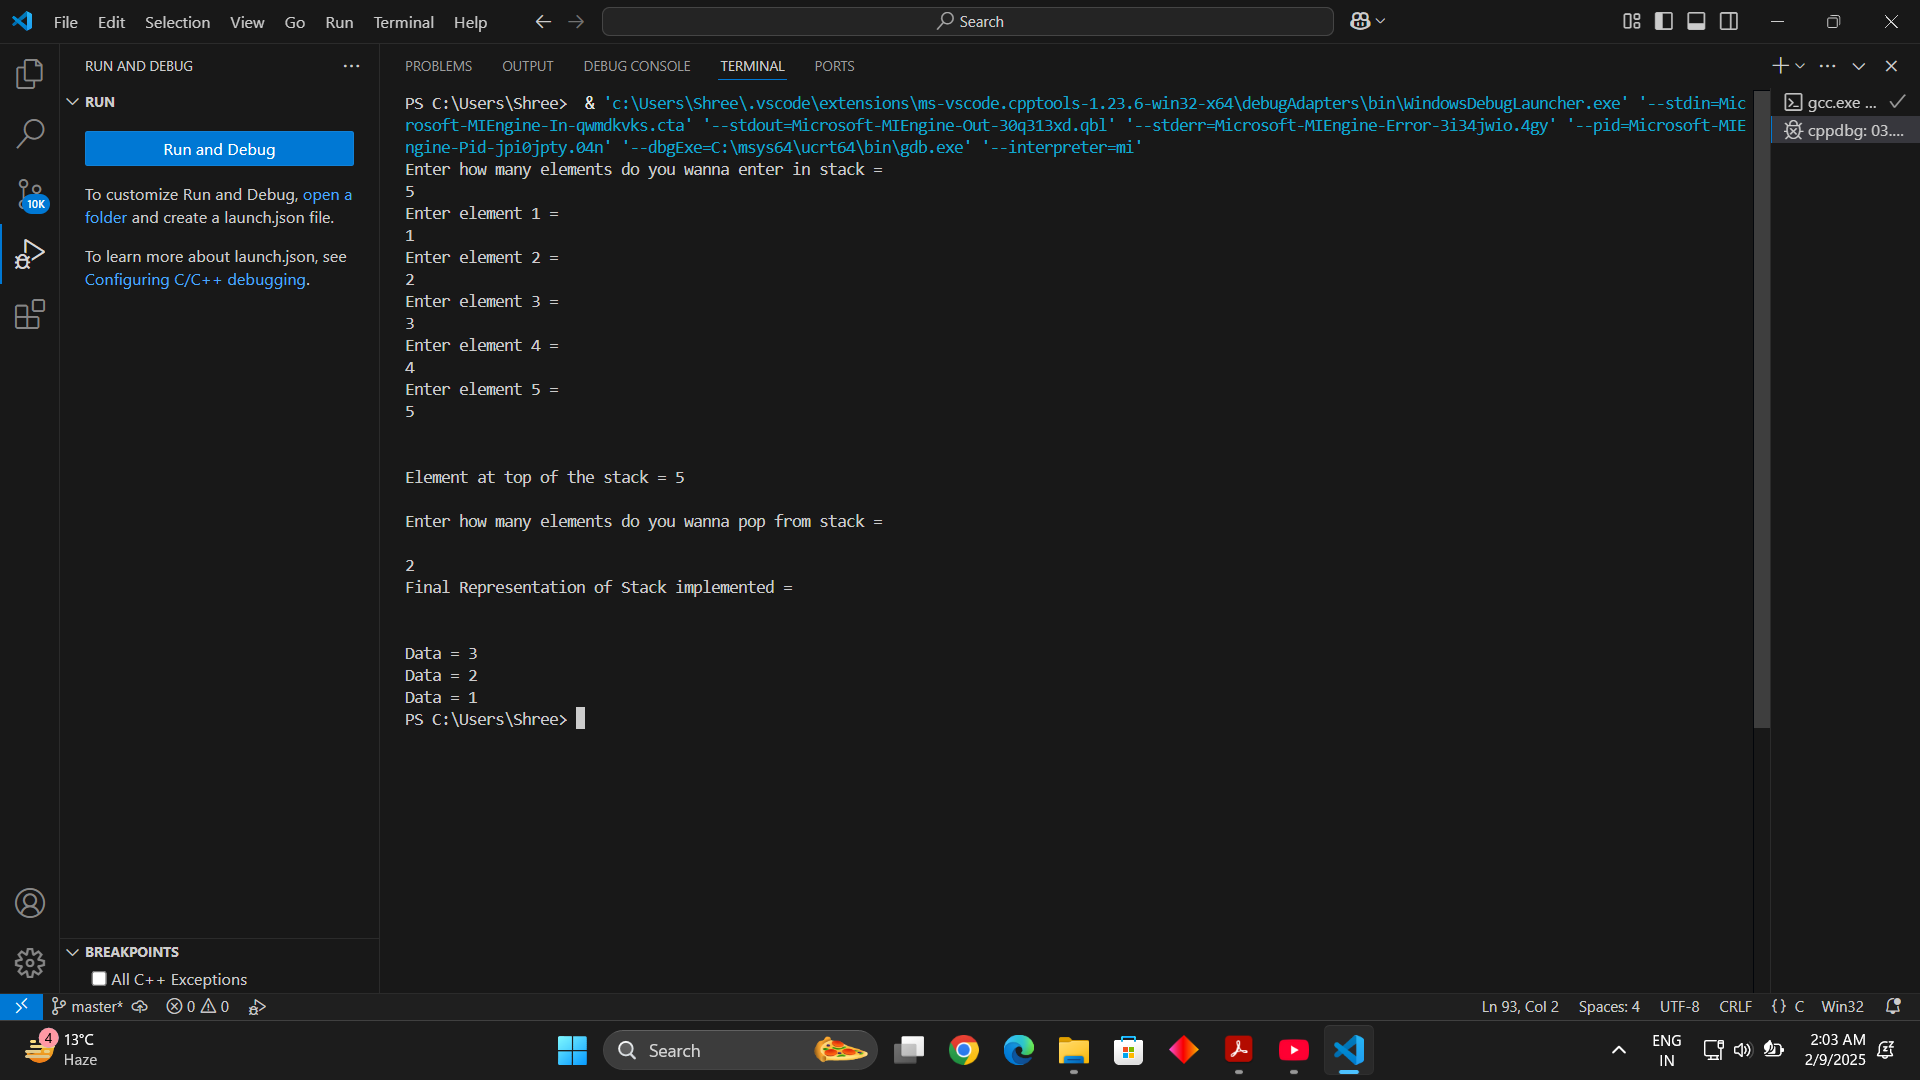 File Edit Selection View Go Run Terminal Help
Search
RUN AND DEBUG
RUN
Run and Debug
To customize Run and Debug, open a
folder and create a launch.json file.
To learn more about launch.json, see
Configuring C/C++ debugging.
10K
PROBLEMS OUTPUT DEBUG CONSOLE TERMINAL PORTS
PS C:\Users\Shree>  & 'c:\Users\Shree\.vscode\extensions\ms-vscode.cpptools-1.23.6-win32-x64\debugAdapters\bin\WindowsDebugLauncher.exe' '--stdin=Mic
rosoft-MIEngine-In-qwmdkvks.cta' '--stdout=Microsoft-MIEngine-Out-30q313xd.qbl' '--stderr=Microsoft-MIEngine-Error-3i34jwio.4gy' '--pid=Microsoft-MIE
ngine-Pid-jpi0jpty.04n' '--dbgExe=C:\msys64\ucrt64\bin\gdb.exe' '--interpreter=mi'
Enter how many elements do you wanna enter in stack =
5
Enter element 1 =
1
Enter element 2 =
2
Enter element 3 =
3
Enter element 4 =
4
Enter element 5 =
5
Element at top of the stack = 5
Enter how many elements do you wanna pop from stack =
2
Final Representation of Stack implemented =
Data = 3
Data = 2
Data = 1
PS C:\Users\Shree>
gcc.exe ...
cppdbg: 03....
BREAKPOINTS
All C++ Exceptions
master* 0 0
Ln 93, Col 2 Spaces: 4 UTF-8 CRLF {} C Win32
4
13°C
Haze
Search
ENG
IN
2:03 AM
2/9/2025